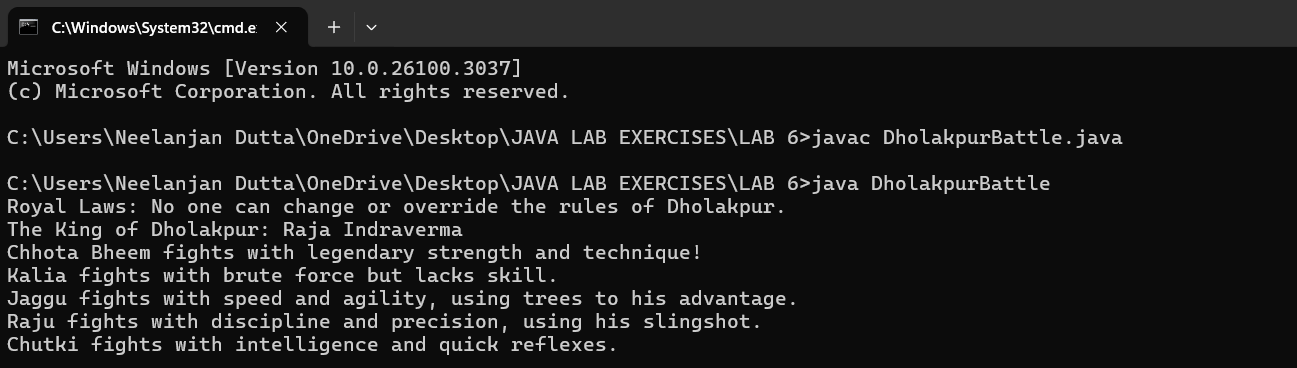 C:\Windows\System32\cmd.e
Microsoft Windows [Version 10.0.26100.3037]
(c) Microsoft Corporation. All rights reserved.
C:\Users\Neelanjan Dutta\OneDrive\Desktop\JAVA LAB EXERCISES\LAB 6>javac DholakpurBattle.java
C:\Users\Neelanjan Dutta\OneDrive\Desktop\JAVA LAB EXERCISES\LAB 6>java DholakpurBattle
Royal Laws: No one can change or override the rules of Dholakpur.
The King of Dholakpur: Raja Indraverma
Chhota Bheem fights with legendary strength and technique!
Kalia fights with brute force but lacks skill.
Jaggu fights with speed and agility, using trees to his advantage.
Raju fights with discipline and precision, using his slingshot.
Chutki fights with intelligence and quick reflexes.